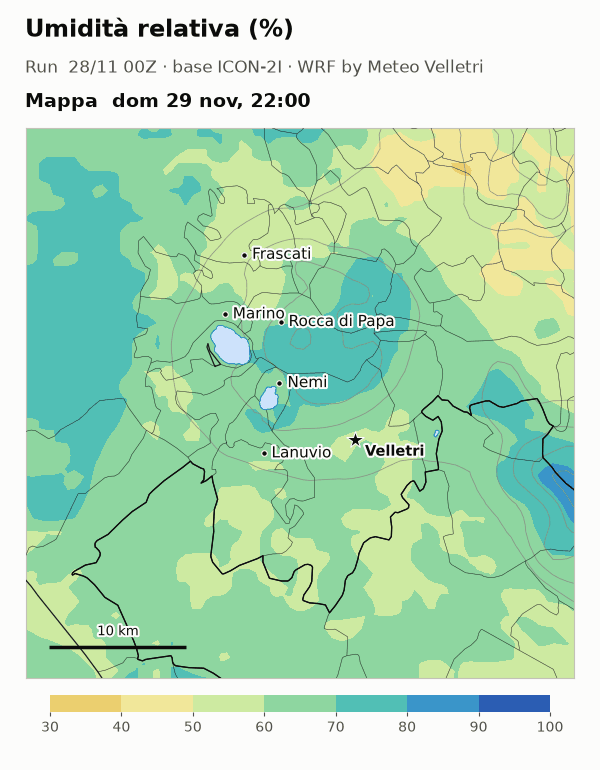 Umidità relativa (%)
Run  28/11 00Z · base ICON-2I · WRF by Meteo Velletri
Mappa  dom 29 nov, 22:00
Frascati
Marino
Rocca di Papa
Nemi
Velletri
Lanuvio
10 km
30 40 50 60 70 80 90 100